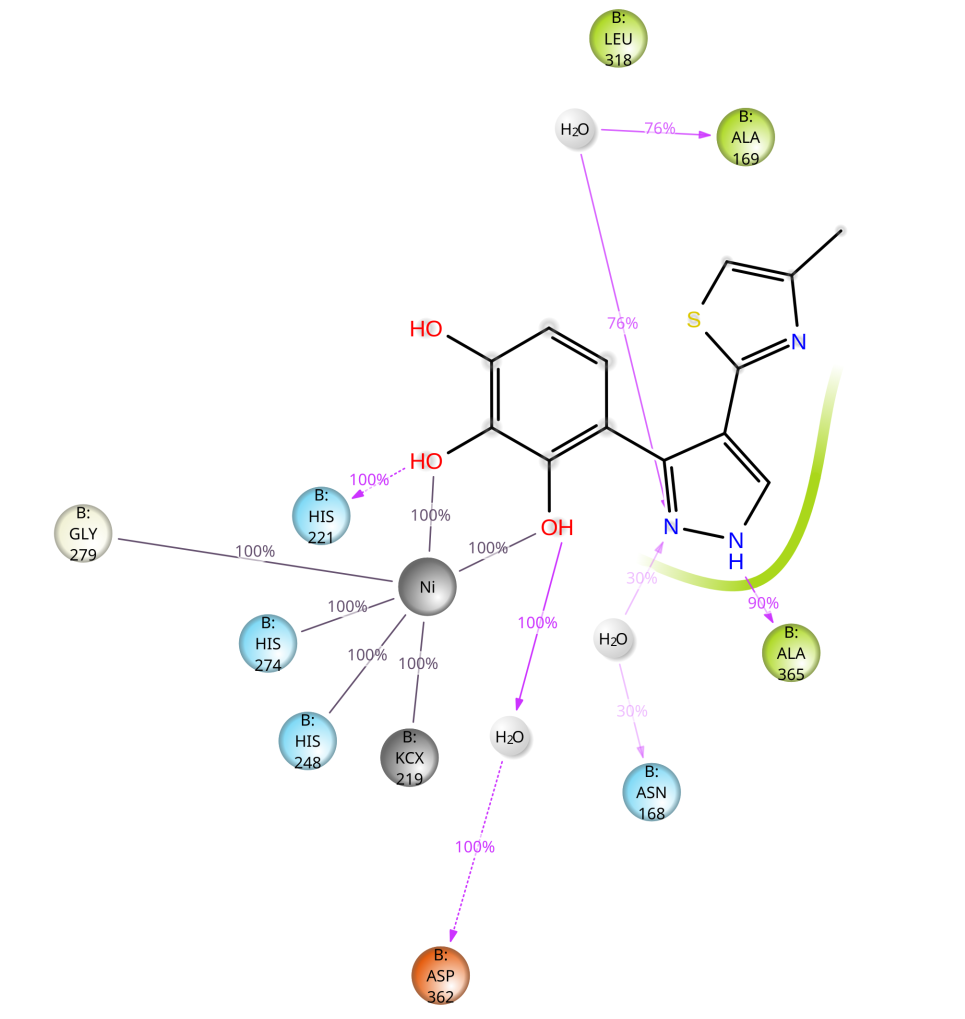 B:
LEU
318
H2O
76%
B:
ALA
169
76%
HO
S
N
HO
100%
B:
HIS
221
100%
OH
N
N
H
B:
GLY
279
100%
100%
Ni
30%
90%
100%
B:
HIS
274
100%
H2O
B:
ALA
365
100%
100%
30%
B:
HIS
248
B:
KCX
219
H2O
B:
ASN
168
100%
B:
ASP
362